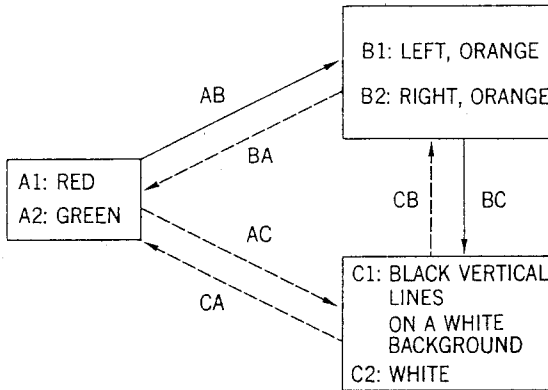 B1: LEFT, ORANGE
B2: RIGHT, ORANGE
AB
BA
A1: RED
A2: GREEN
CB
BC
AC
CA
C1: BLACK VERTICAL
LINES
ON A WHITE
BACKGROUND
C2: WHITE